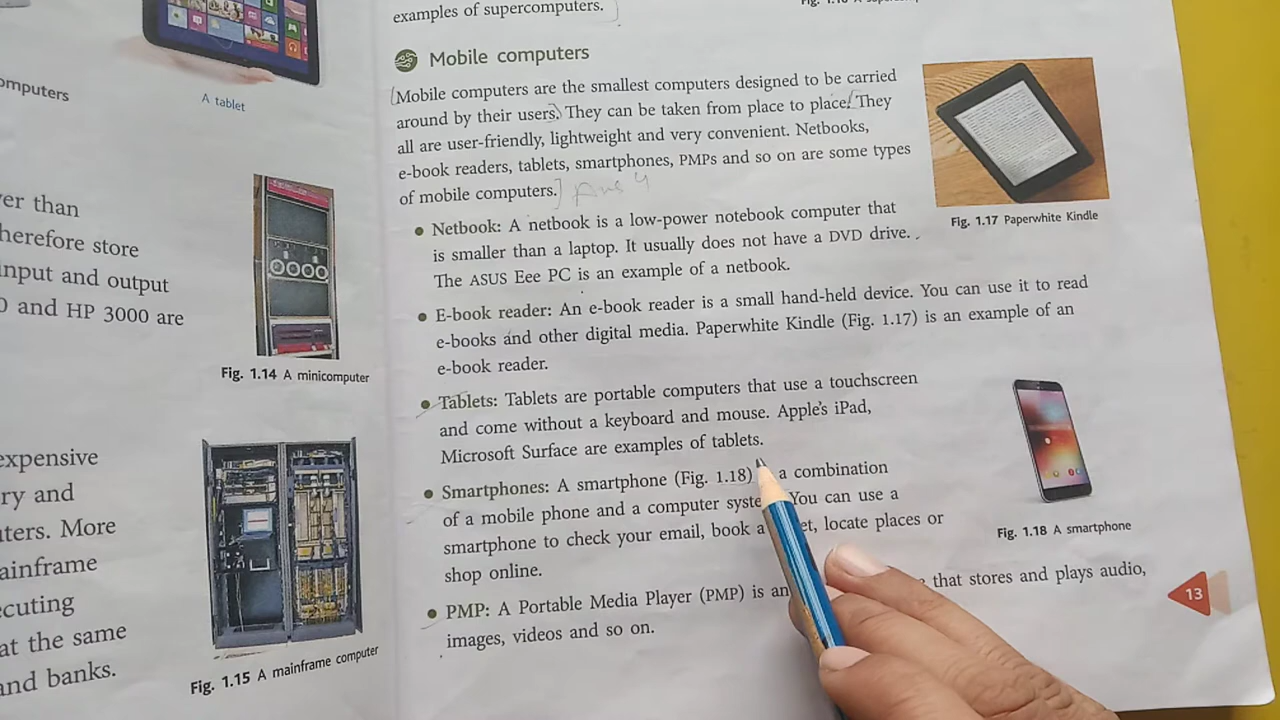 omputers
A tablet
er than
herefore store
input and output
0 and HP 3000 are
Fig. 1.14 A minicomputer
expensive
ry and
ters. More
ainframe
ecuting
at the same
and banks.
Fig. 1.15 A mainframe computer
examples of supercomputers.
Mobile computers
Mobile computers are the smallest computers designed to be carried
around by their users. They can be taken from place to place. They
all are user-friendly, lightweight and very convenient. Netbooks,
e-book readers, tablets, smartphones, PMPs and so on are some types
of mobile computers. Ans 4
Fig. 1.17 Paperwhite Kindle
• Netbook: A netbook is a low-power notebook computer that
is smaller than a laptop. It usually does not have a DVD drive.
The ASUS Eee PC is an example of a netbook.
• E-book reader: An e-book reader is a small hand-held device. You can use it to read
e-books and other digital media. Paperwhite Kindle (Fig. 1.17) is an example of an
e-book reader.
• Tablets: Tablets are portable computers that use a touchscreen
and come without a keyboard and mouse. Apple's iPad,
Microsoft Surface are examples of tablets.
• Smartphones: A smartphone (Fig. 1.18) a combination
of a mobile phone and a computer syste You can use a
smartphone to check your email, book a et, locate places or
shop online.
Fig. 1.18 A smartphone
• PMP: A Portable Media Player (PMP) is an that stores and plays audio,
images, videos and so on.
13